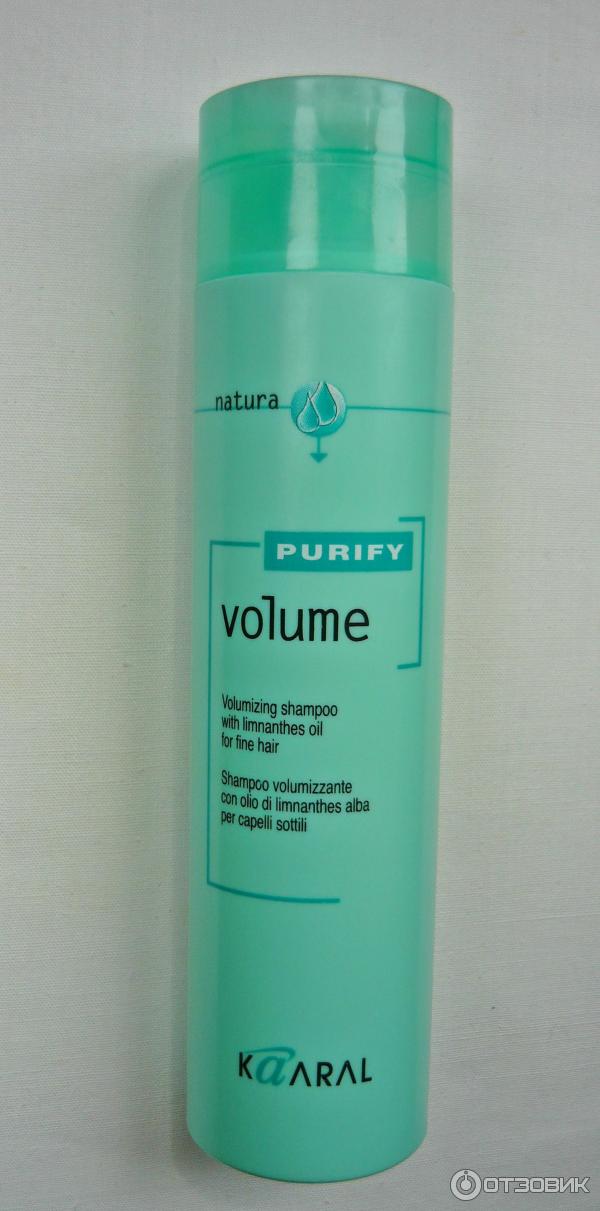 natura
PURIFY
volume
Volumizing shampoo
with limnanthes oil
for fine hair
Shampoo volumizzante
con olio di limnanthes alba
per capelli sottili
KaARAL
ОТЗОВИК